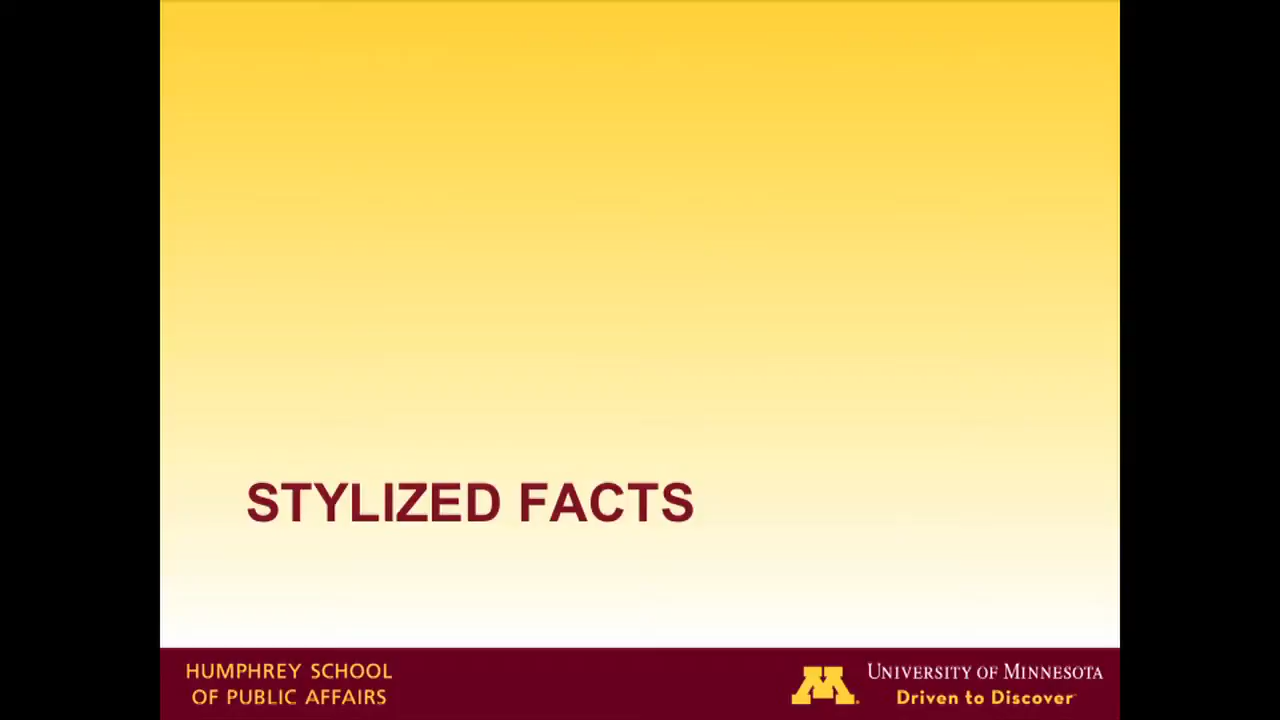 STYLIZED FACTS
HUMPHREY SCHOOL
OF PUBLIC AFFAIRS
M
UNIVERSITY OF MINNESOTA
Driven to Discover